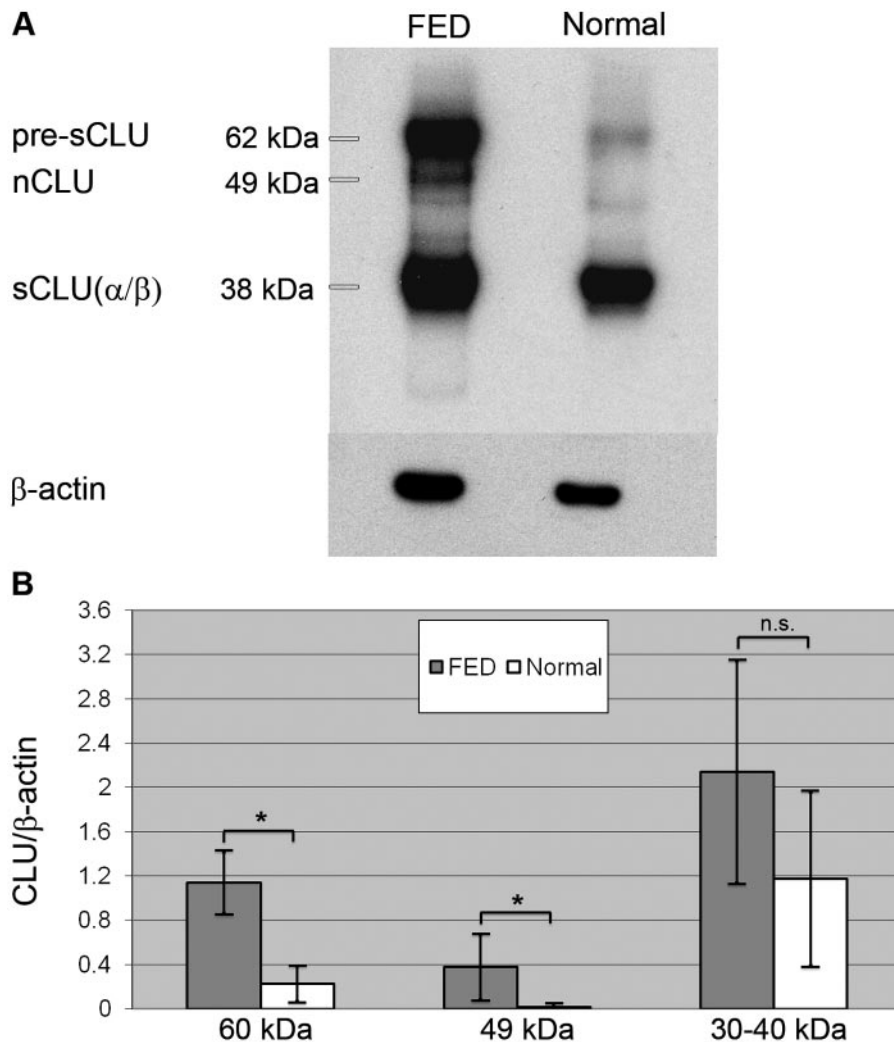 A
FED Normal
pre-sCLU 62 kDa
nCLU 49 kDa
sCLU(α/β) 38 kDa
β-actin
B
CLU/β-actin
3.6
3.2
2.8
2.4
2
1.6
1.2
0.8
0.4
0
FED Normal
*
*
n.s.
60 kDa 49 kDa 30-40 kDa